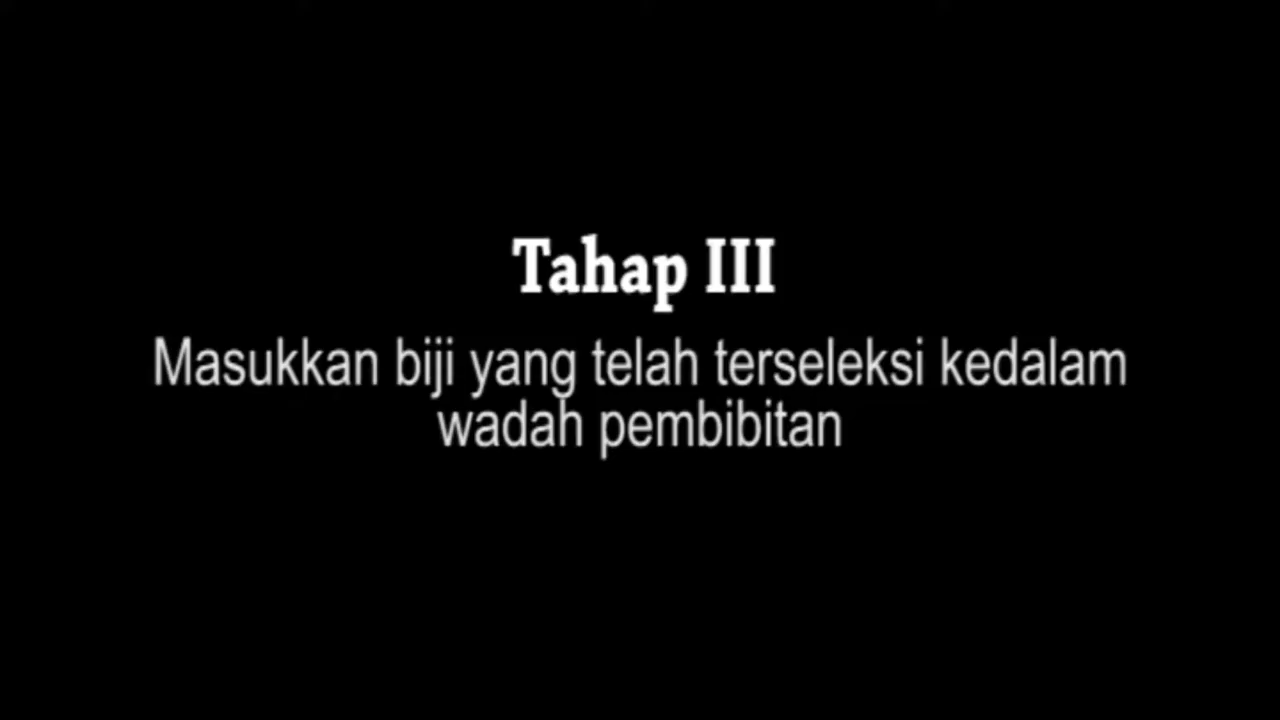 Tahap III
Masukkan biji yang telah terseleksi kedalam
wadah pembibitan